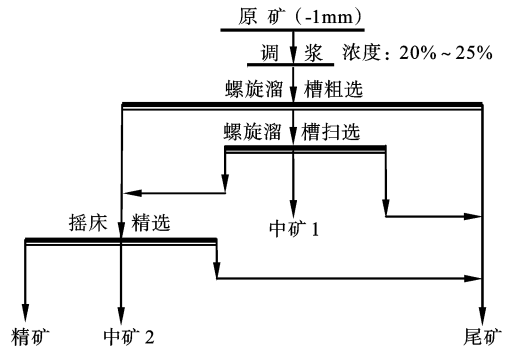 原 矿 (-1mm)
调 浆 浓度: 20%~25%
螺旋溜 槽粗选
螺旋溜 槽扫选
中矿1
摇床 精选
精矿 中矿2 尾矿